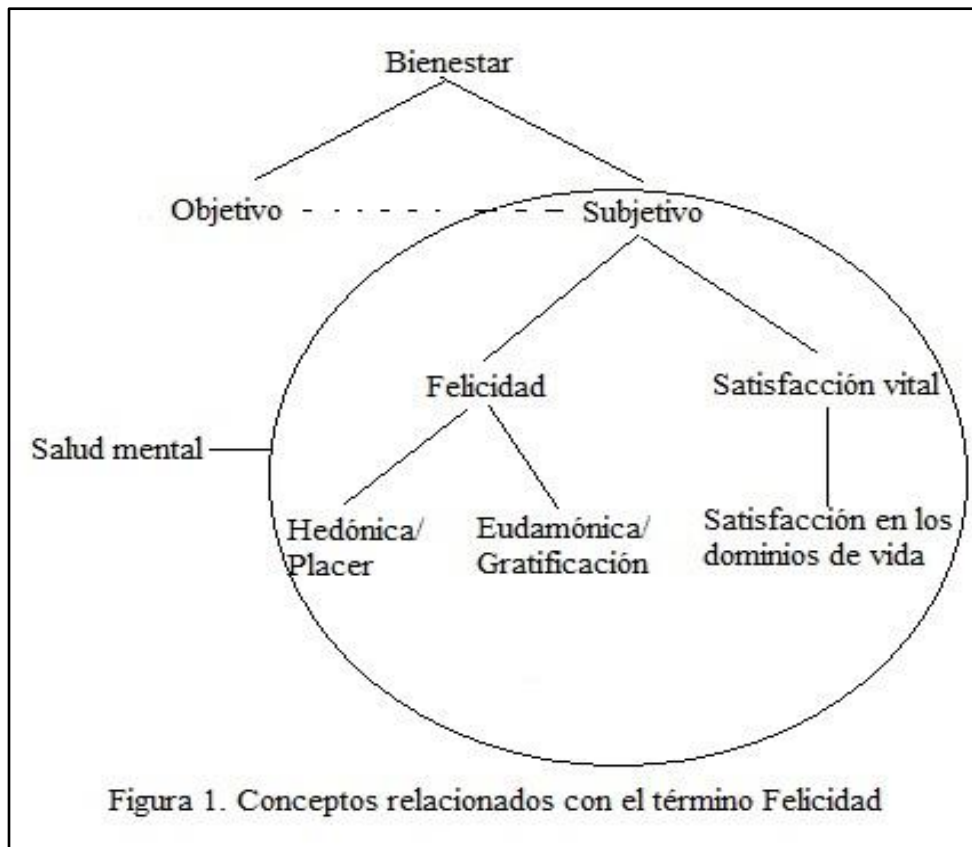 Bienestar
Objetivo
Subjetivo
Felicidad
Satisfacción vital
Salud mental
Hedónica/
Placer
Eudamónica/
Gratificación
Satisfacción en los
dominios de vida
Figura 1. Conceptos relacionados con el término Felicidad